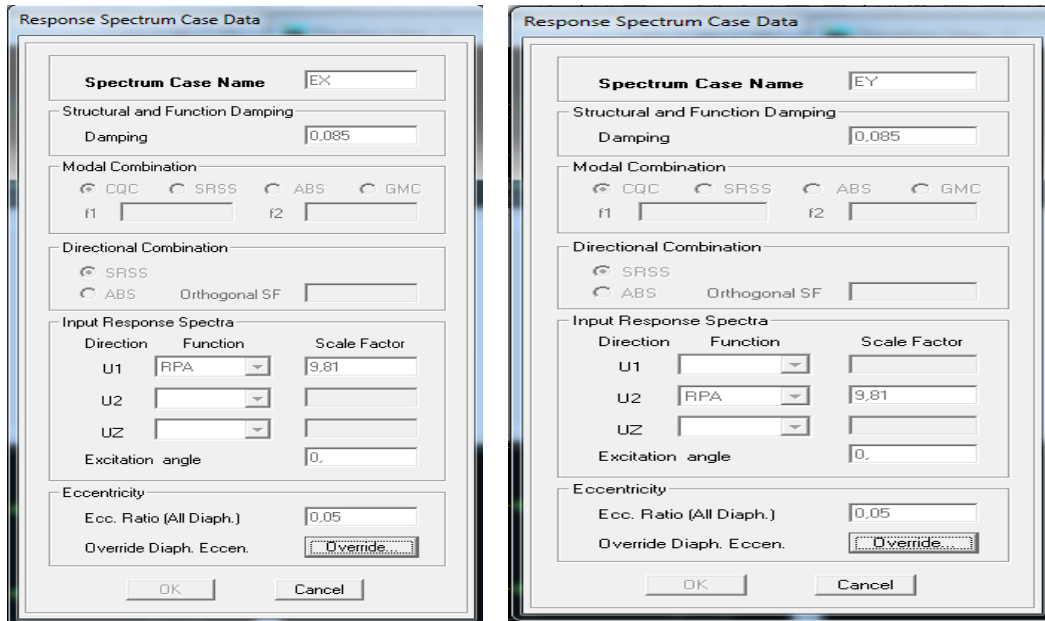 Response Spectrum Case Data
Spectrum Case Name EX
Structural and Function Damping
Damping 0,085
Modal Combination
CQC SRSS ABS GMC
f1 f2
Directional Combination
SRSS
ABS Orthogonal SF
Input Response Spectra
Direction Function Scale Factor
U1 RPA 9,81
U2
UZ
Excitation angle 0,
Eccentricity
Ecc. Ratio (All Diaph.) 0,05
Override Diaph. Eccen. Override...
OK Cancel
Response Spectrum Case Data
Spectrum Case Name EY
Structural and Function Damping
Damping 0,085
Modal Combination
CQC SRSS ABS GMC
f1 f2
Directional Combination
SRSS
ABS Orthogonal SF
Input Response Spectra
Direction Function Scale Factor
U1
U2 RPA 9,81
UZ
Excitation angle 0,
Eccentricity
Ecc. Ratio (All Diaph.) 0,05
Override Diaph. Eccen. Override...
OK Cancel